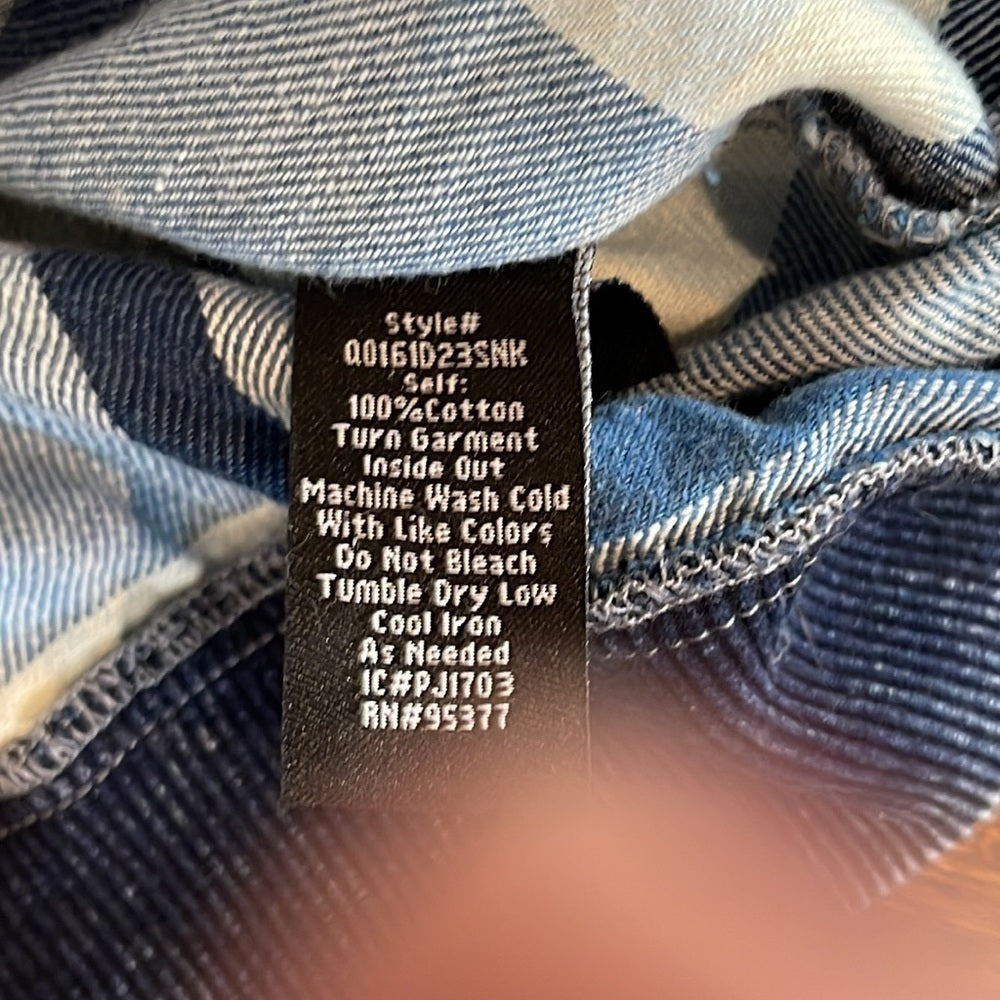 Style#
Q0161D23SNK
Self:
100%Cotton
Turn Garment
Inside Out
Machine Wash Cold
With Like Colors
Do Not Bleach
Tumble Dry Low
Cool Iron
As Needed
IC#PJ1703
RN#95377